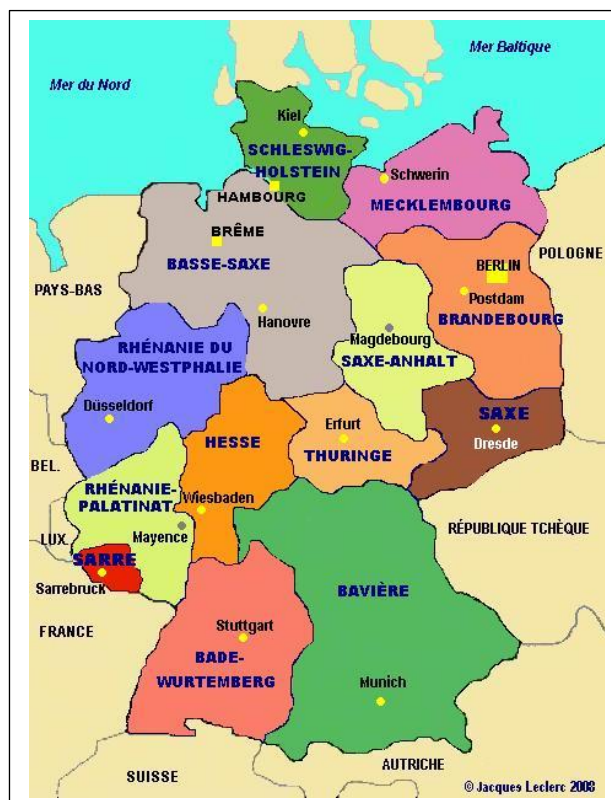 Mer Baltique
Mer du Nord
Kiel
SCHLESWIG-
HOLSTEIN
Schwerin
HAMBOURG
MECKLEMBOURG
BRÊME
POLOGNE
BASSE-SAXE
BERLIN
PAYS-BAS
Postdam
Hanovre
BRANDEBOURG
Magdebourg
RHÉNANIE DU
NORD-WESTPHALIE
SAXE-ANHALT
Düsseldorf
SAXE
Erfurt
HESSE
Dresde
THURINGE
BEL.
RHÉNANIE-
PALATINAT
Wiesbaden
RÉPUBLIQUE TCHÈQUE
LUX.
Mayence
SARRE
Sarrebruck
BAVIÈRE
FRANCE
Stuttgart
BADE-
WURTEMBERG
Munich
AUTRICHE
SUISSE
© Jacques Leclerc 2008